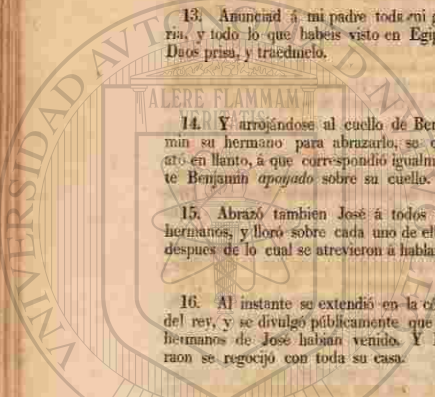 13. Anunciad á mi padre toda mi
ria, y todo lo que habeis visto en Egip
Daos prisa, y traedmelo.
ALERE FLAMMAM
VERITATIS
14. Y arrojándose al cuello de Ben
min su hermano para abrazarlo, se
ató en llanto, á que correspondió igualm
te Benjamin apoyado sobre su cuello.
15. Abrazó tambien José á todos
hermanos, y lloró sobre cada uno de el
despues de lo cual se atrevieron á habla
16. Al instante se extendió en la
del rey, y se divulgó públicamente que
hermanos de José habian venido. Y
raon se regocijó con toda su casa.